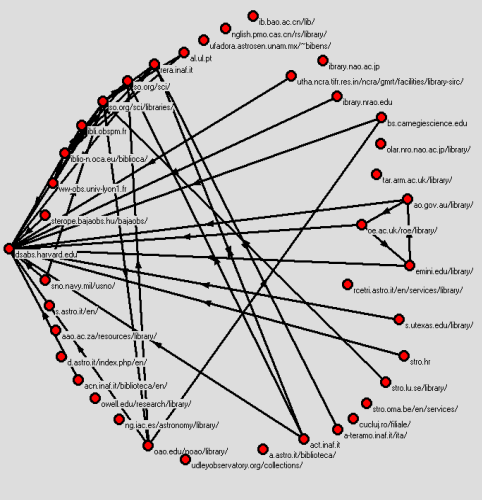 ib.bao.ac.cn/lib/
nglish.pmo.cas.cn/rs/library/
ufadora.astrosen.unam.mx/~bibens/
al.ul.pt
rera.inaf.it
ibrary.nao.ac.jp
so.org/sci/
utha.ncra.tifr.res.in/ncra/gmrt/facilities/library-sirc/
so.org/sci/libraries/
ibrary.nrao.edu
bs.carnegiescience.edu
iblio.obspm.fr
olar.nro.nao.ac.jp/library/
iblio-n.oca.eu/biblioca/
tar.arm.ac.uk/library/
ww-obs.univ-lyon1.fr
ao.gov.au/library/
sterope.bajaobs.hu/bajaobs/
oe.ac.uk/roe/library/
dsabs.harvard.edu
emini.edu/library/
sno.navy.mil/usno/
rcetri.astro.it/en/services/library/
s.astro.it/en/
s.utexas.edu/library/
aao.ac.za/resources/library/
d.astro.it/index.php/en/
stro.hr
acn.inaf.it/biblioteca/en/
stro.lu.se/library/
owell.edu/research/library/
stro.oma.be/en/services/
ng.iac.es/astronomy/library/
cucluj.ro/filiale/
a-teramo.inaf.it/ita/
act.inaf.it
oao.edu/noao/library/
a.astro.it/biblioteca/
udleyobservatory.org/collections/